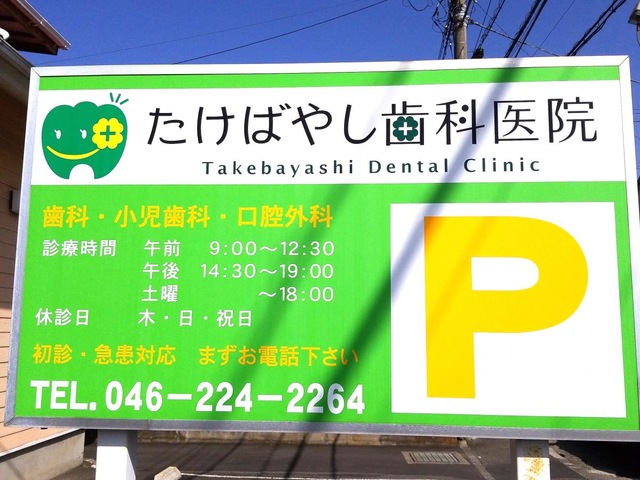 たけばやし歯科医院
Takebayashi Dental Clinic
歯科・小児歯科・口腔外科
診療時間 午前 9:00〜12:30
午後 14:30〜19:00
土曜 〜18:00
休診日 木・日・祝日
初診・急患対応 まずお電話下さい
TEL.046-224-2264
P